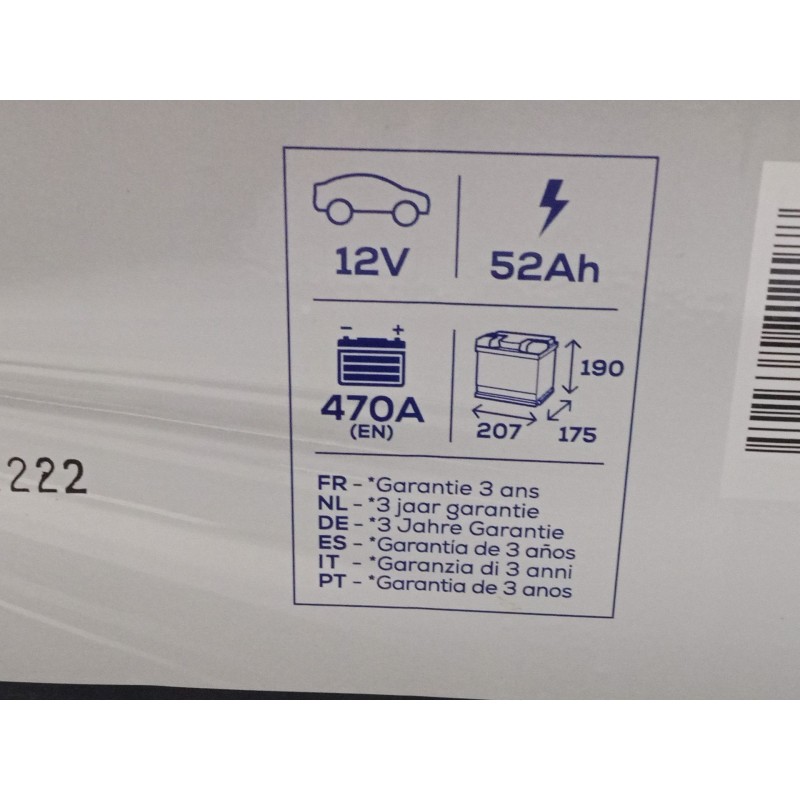 12V
52Ah
- +
470A
(EN)
190
207
175
FR - *Garantie 3 ans
NL - *3 jaar garantie
DE - *3 Jahre Garantie
ES - *Garantía de 3 años
IT - *Garanzia di 3 anni
PT - *Garantia de 3 anos
222